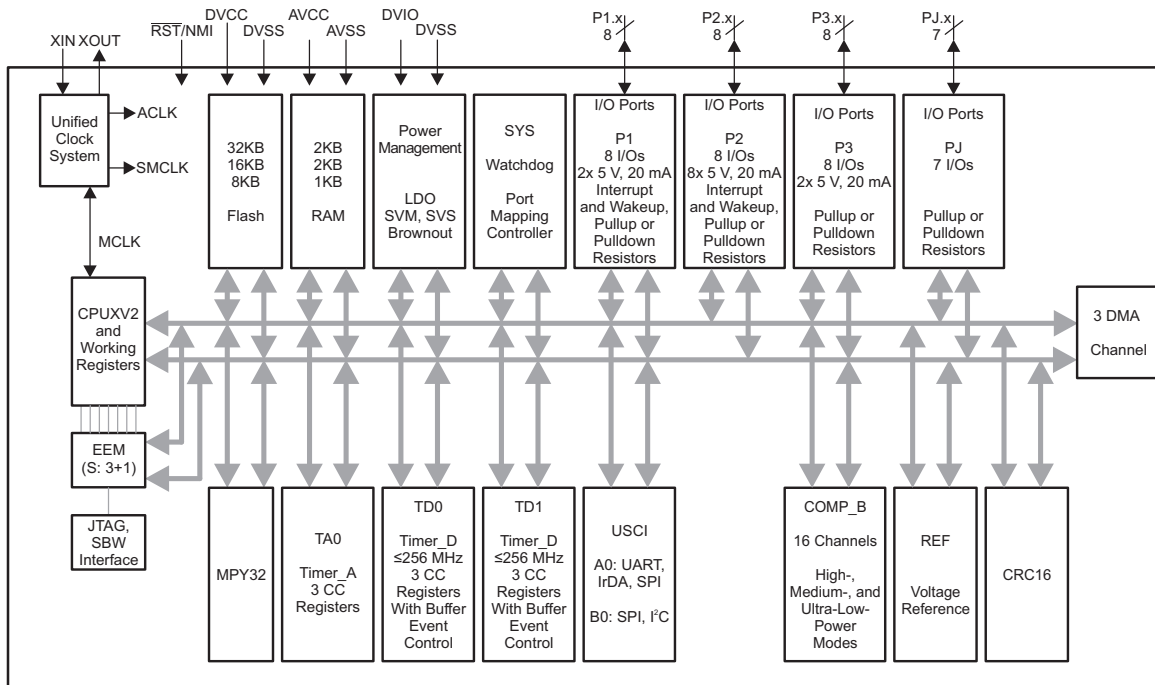 XIN XOUT
RST/NMI
DVCC
DVSS
AVCC
AVSS
DVIO
DVSS
P1.x
8
P2.x
8
P3.x
8
PJ.x
7
Unified
Clock
System
ACLK
SMCLK
MCLK
32KB
16KB
8KB
Flash
2KB
2KB
1KB
RAM
Power
Management
LDO
SVM, SVS
Brownout
SYS
Watchdog
Port
Mapping
Controller
I/O Ports
P1
8 I/Os
2x 5 V, 20 mA
Interrupt
and Wakeup,
Pullup or
Pulldown
Resistors
I/O Ports
P2
8 I/Os
8x 5 V, 20 mA
Interrupt
and Wakeup,
Pullup or
Pulldown
Resistors
I/O Ports
P3
8 I/Os
2x 5 V, 20 mA
Pullup or
Pulldown
Resistors
I/O Ports
PJ
7 I/Os
Pullup or
Pulldown
Resistors
CPUXV2
and
Working
Registers
3 DMA
Channel
EEM
(S: 3+1)
JTAG,
SBW
Interface
MPY32
TA0
Timer_A
3 CC
Registers
TD0
Timer_D
≤256 MHz
3 CC
Registers
With Buffer
Event
Control
TD1
Timer_D
≤256 MHz
3 CC
Registers
With Buffer
Event
Control
USCI
A0: UART,
IrDA, SPI
B0: SPI, I²C
COMP_B
16 Channels
High-,
Medium-, and
Ultra-Low-
Power
Modes
REF
Voltage
Reference
CRC16